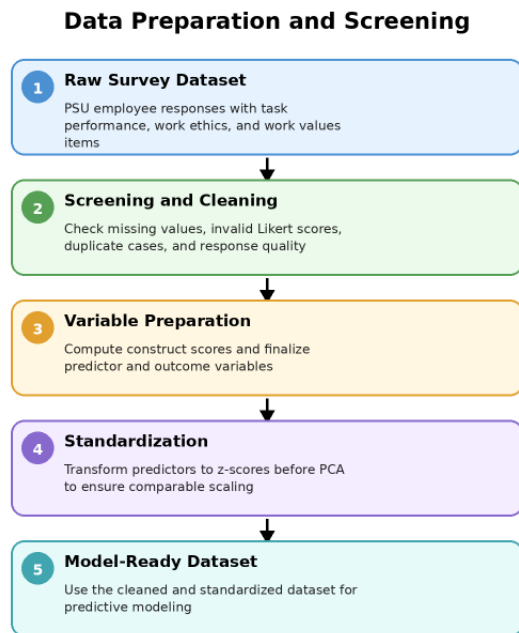 Data Preparation and Screening
1
Raw Survey Dataset
PSU employee responses with task
performance, work ethics, and work values
items
2
Screening and Cleaning
Check missing values, invalid Likert scores,
duplicate cases, and response quality
3
Variable Preparation
Compute construct scores and finalize
predictor and outcome variables
4
Standardization
Transform predictors to z-scores before PCA
to ensure comparable scaling
5
Model-Ready Dataset
Use the cleaned and standardized dataset for
predictive modeling